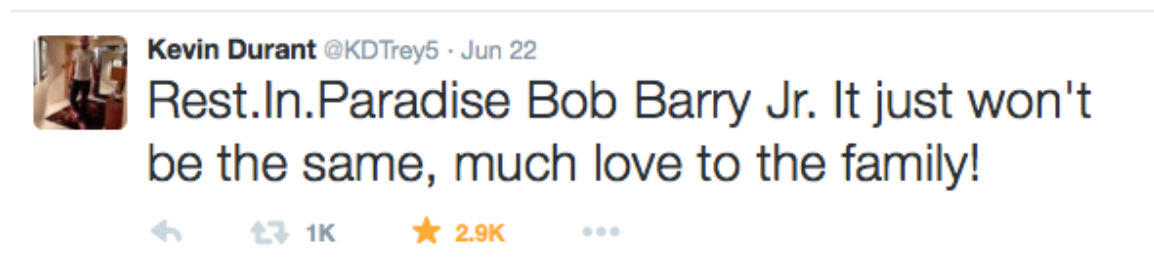 Kevin Durant @KDTrey5 · Jun 22
Rest.In.Paradise Bob Barry Jr. It just won't
be the same, much love to the family!
1K 2.9K